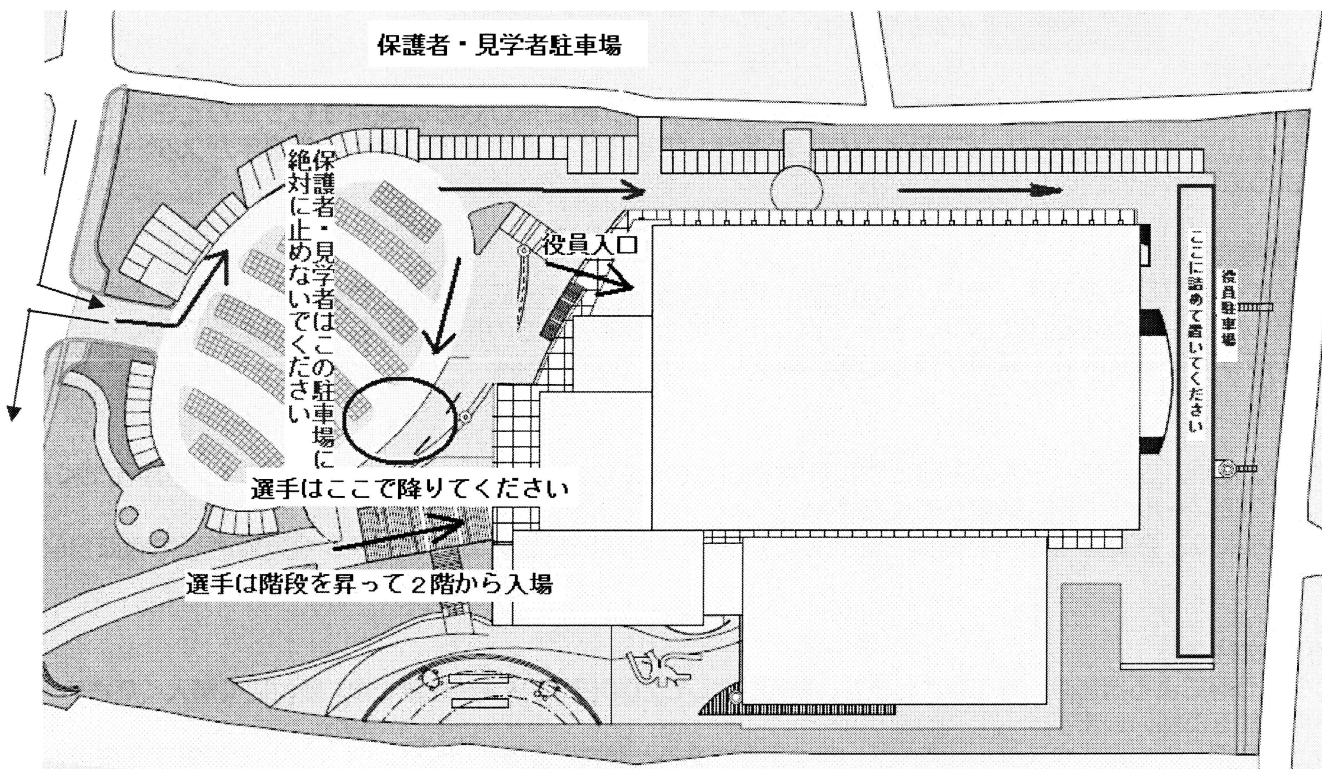 保護者・見学者駐車場
保護者・見学者はこの駐車場に
絶対に止めないでください
役員入口
役員駐車場
ここに詰めて置いてください
選手はここで降りてください
選手は階段を昇って２階から入場